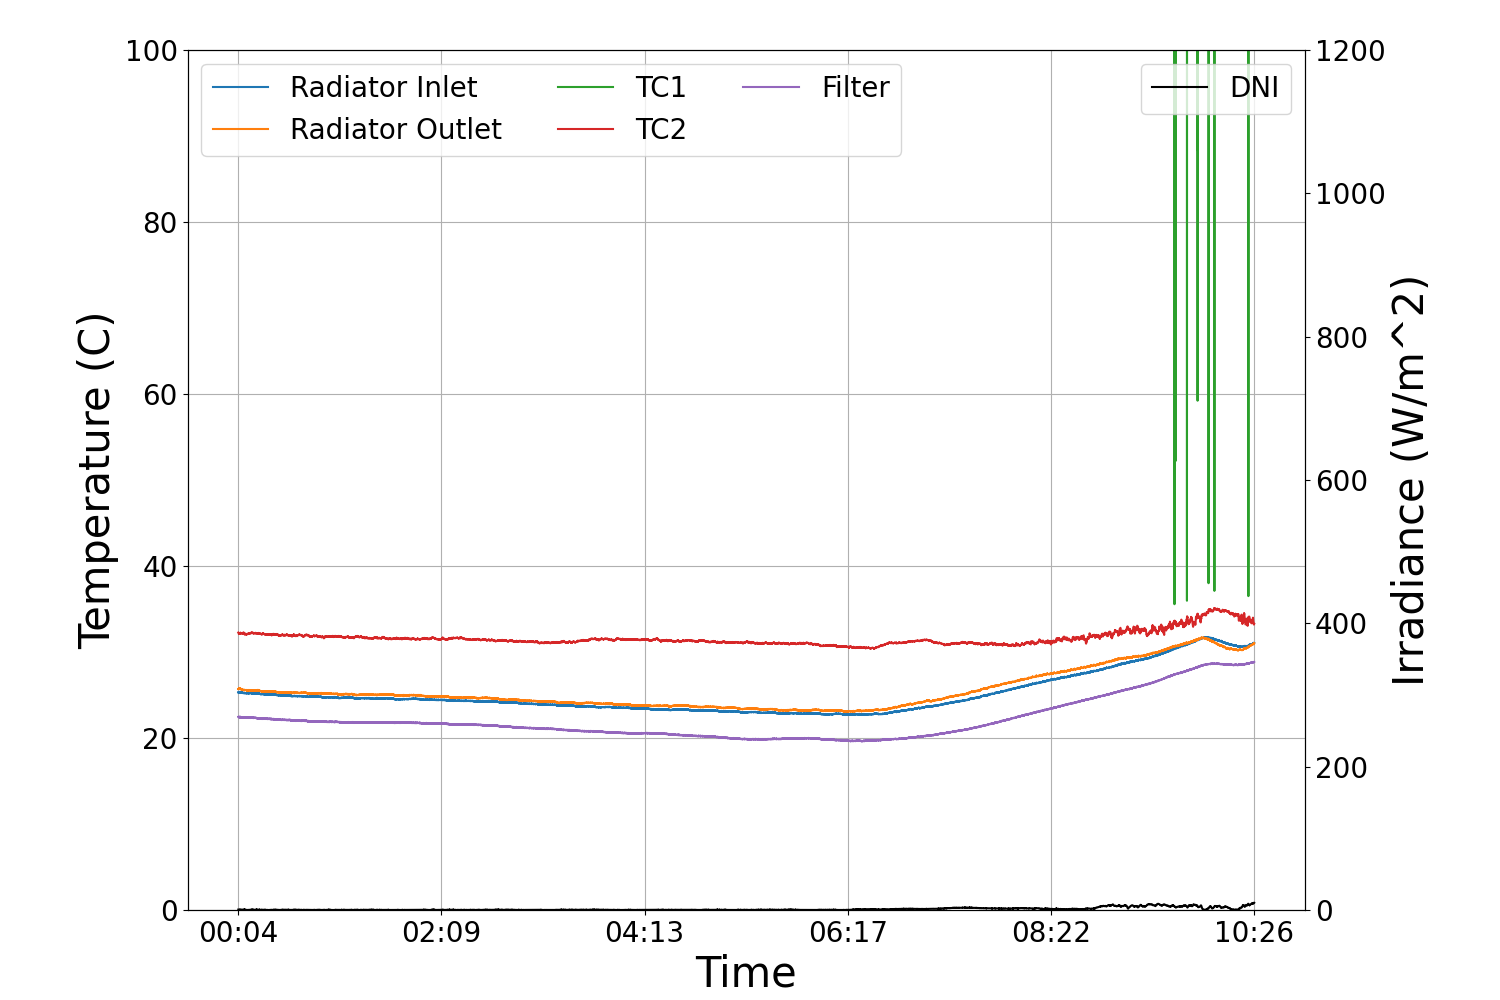 Radiator Inlet
Radiator Outlet
TC1
TC2
Filter
DNI
Temperature (C)
100
80
60
40
20
0
1200
1000
800
600
400
200
0
Irradiance (W/m^2)
00:04 02:09 04:13 06:17 08:22 10:26
Time